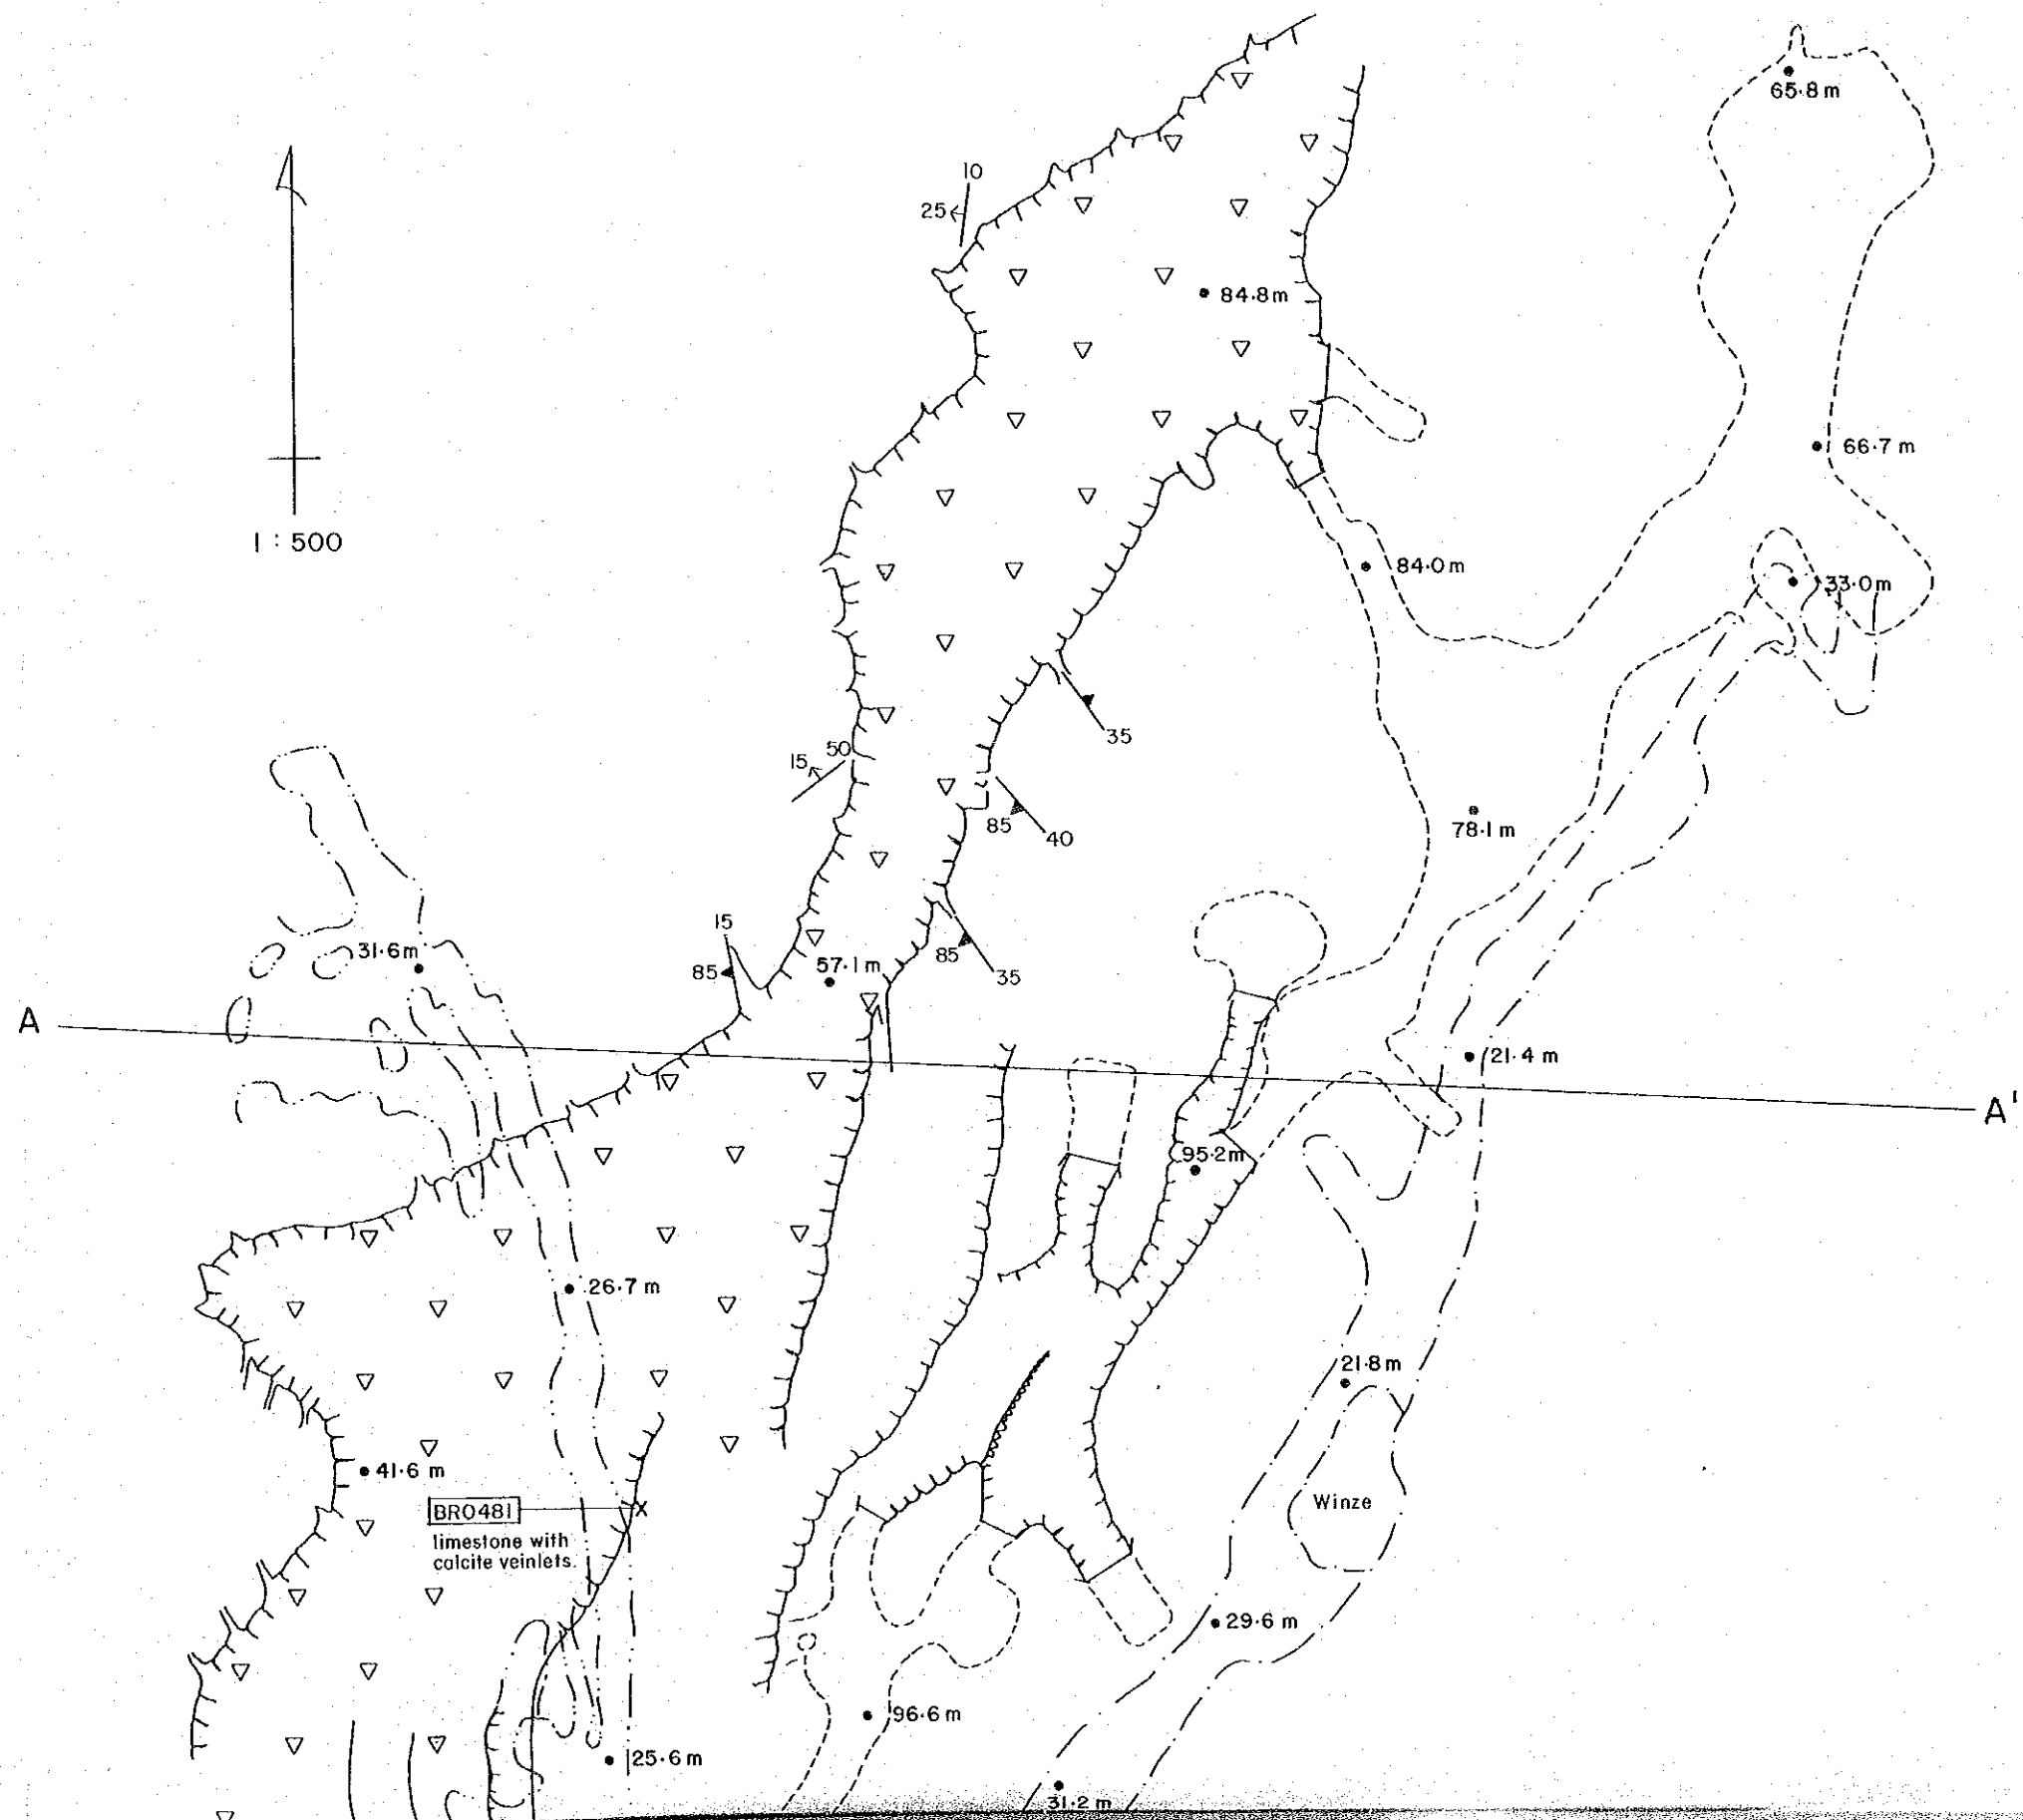 65·8 m
10
25
84·8 m
66·7 m
1 : 500
84·0 m
33·0 m
35
50
15
78·1 m
85
40
15
31·6 m
85
57·1 m
85
35
A
21·4 m
A'
95·2 m
26·7 m
21·8 m
41·6 m
BRO481
Winze
limestone with
calcite veinlets.
29·6 m
96·6 m
25·6 m
31·2 m